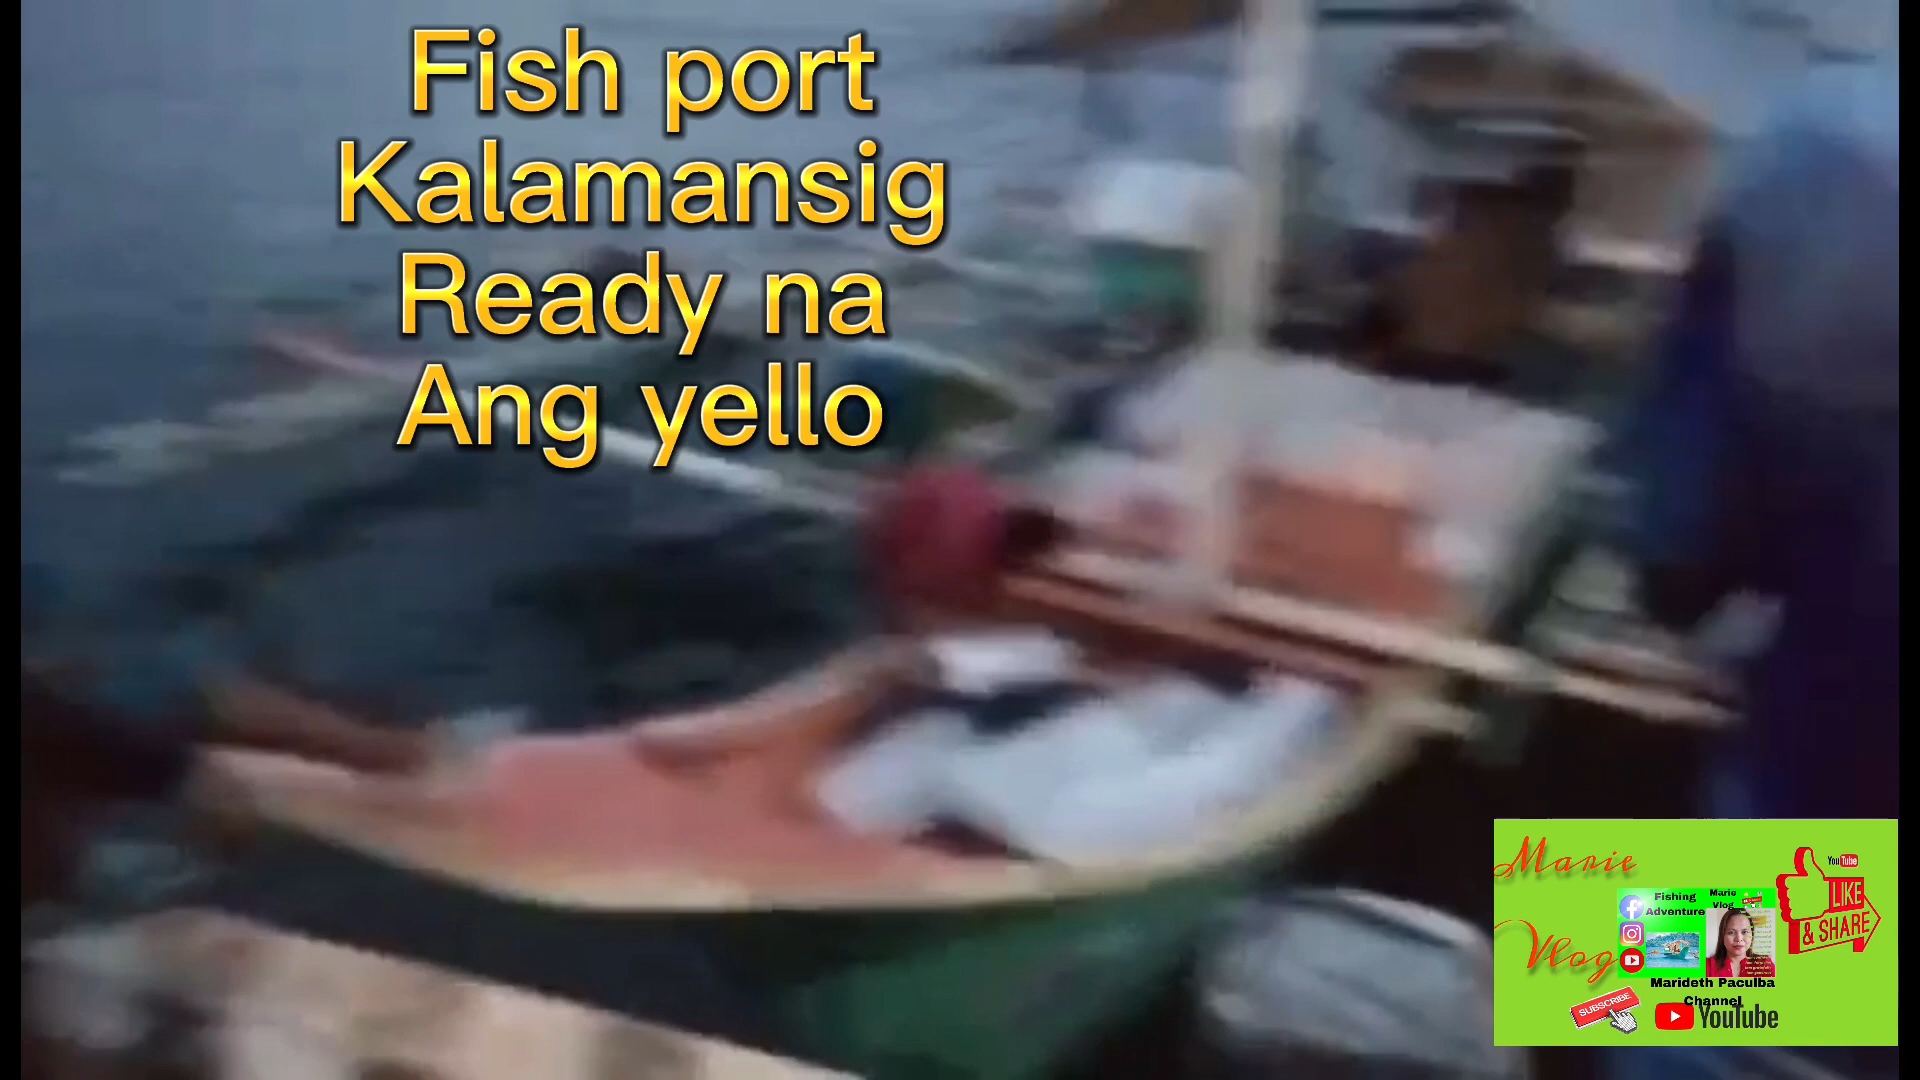 Fish port
Kalamansig
Ready na
Ang yello
Marie
Vlog
Fishing
Adventure
Marie
Vlog
YouTube
LIKE
& SHARE
Marideth Paculba
Channel
SUBSCRIBE
YouTube